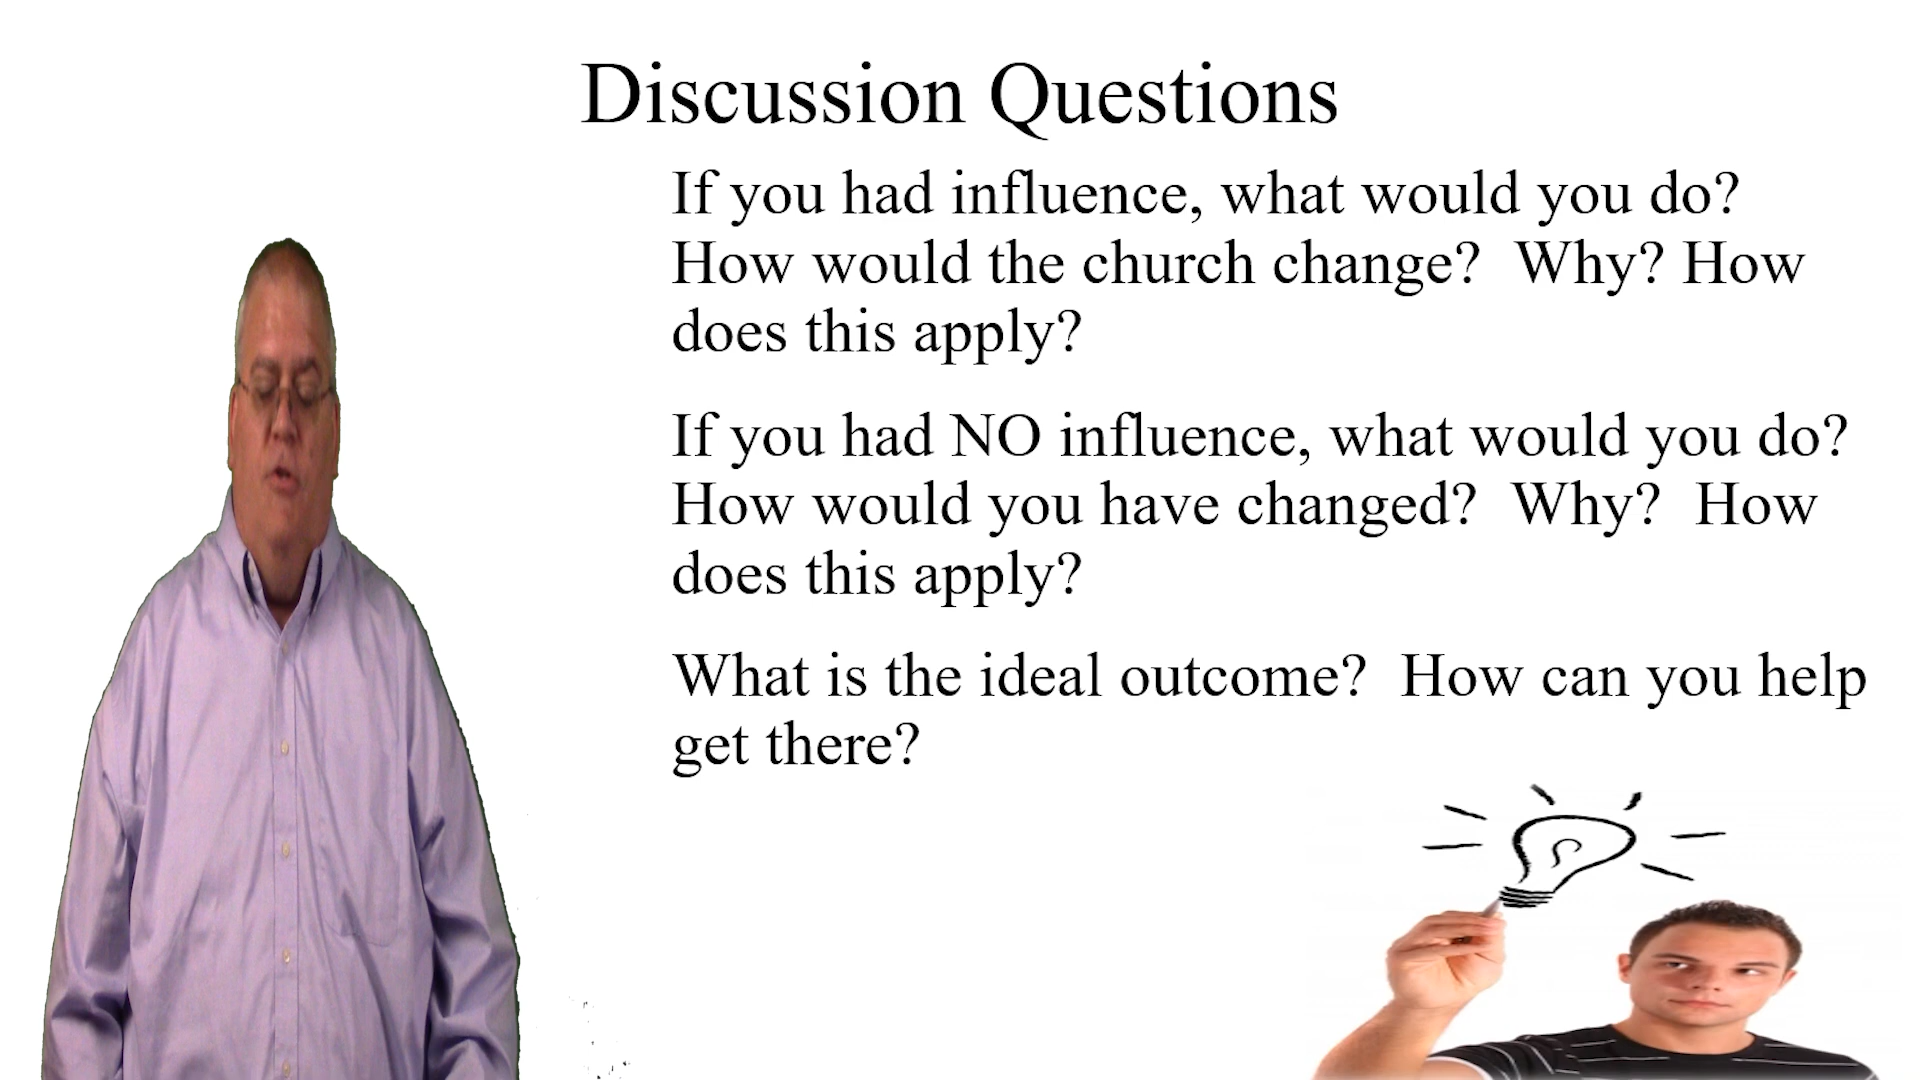 Discussion Questions
If you had influence, what would you do?
How would the church change?  Why? How
does this apply?
If you had NO influence, what would you do?
How would you have changed?  Why?  How
does this apply?
What is the ideal outcome?  How can you help
get there?